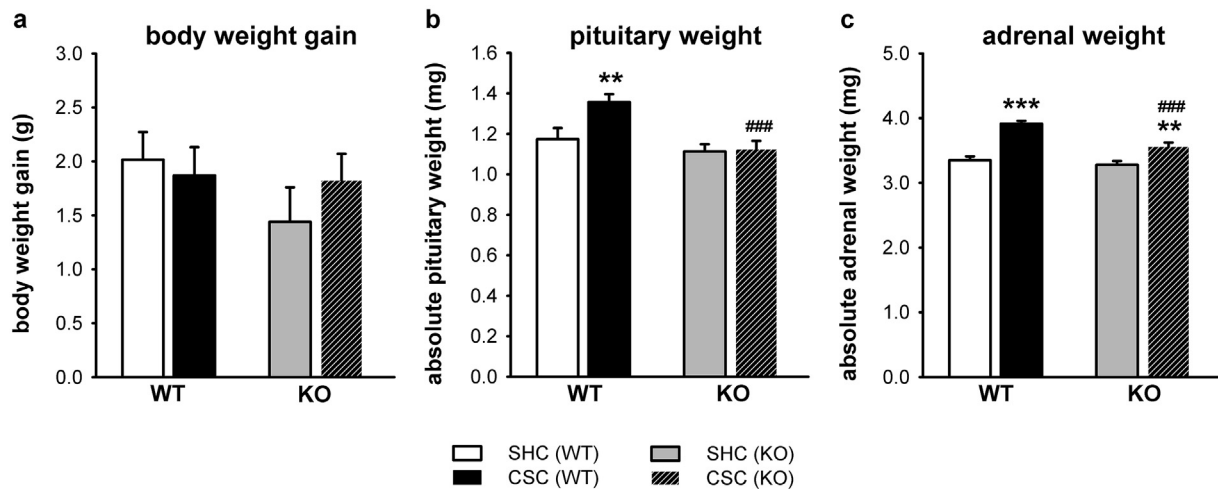 a
body weight gain
body weight gain (g)
3.0
2.5
2.0
1.5
1.0
0.5
0.0
WT
KO
b
pituitary weight
absolute pituitary weight (mg)
1.6
1.4
1.2
1.0
0.8
0.6
0.4
0.2
0.0
**
###
WT
KO
c
adrenal weight
absolute adrenal weight (mg)
5.0
4.0
3.0
2.0
1.0
0.0
***
###
**
WT
KO
SHC (WT)
SHC (KO)
CSC (WT)
CSC (KO)